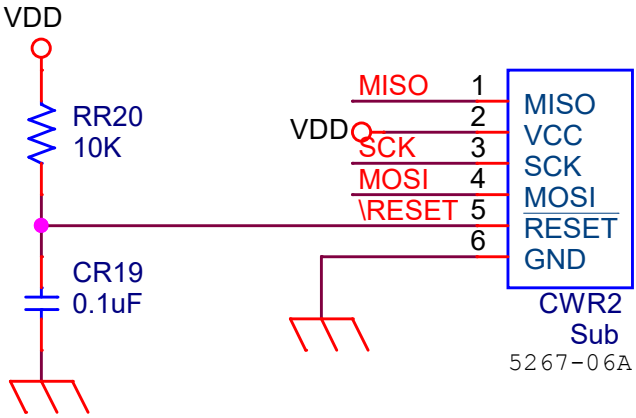 VDD
RR20
10K
CR19
0.1uF
MISO 1 MISO
VDD 2 VCC
SCK 3 SCK
MOSI 4 MOSI
\RESET 5 RESET
6 GND
CWR2
Sub
5267-06A